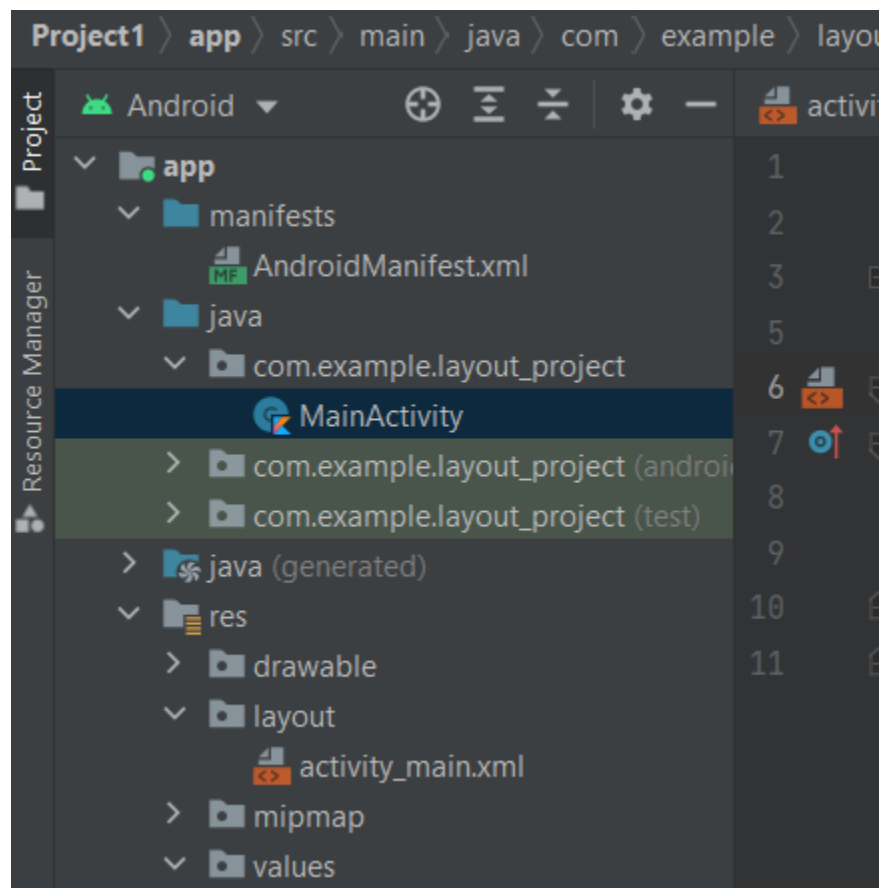 Project1 〉 app 〉 src 〉 main 〉 java 〉 com 〉 example 〉 layou
Project
Resource Manager
Android
activi
app
manifests
MF AndroidManifest.xml
java
com.example.layout_project
MainActivity
com.example.layout_project (androi
com.example.layout_project (test)
java (generated)
res
drawable
layout
<> activity_main.xml
mipmap
values
1
2
3
5
6
7
8
9
10
11